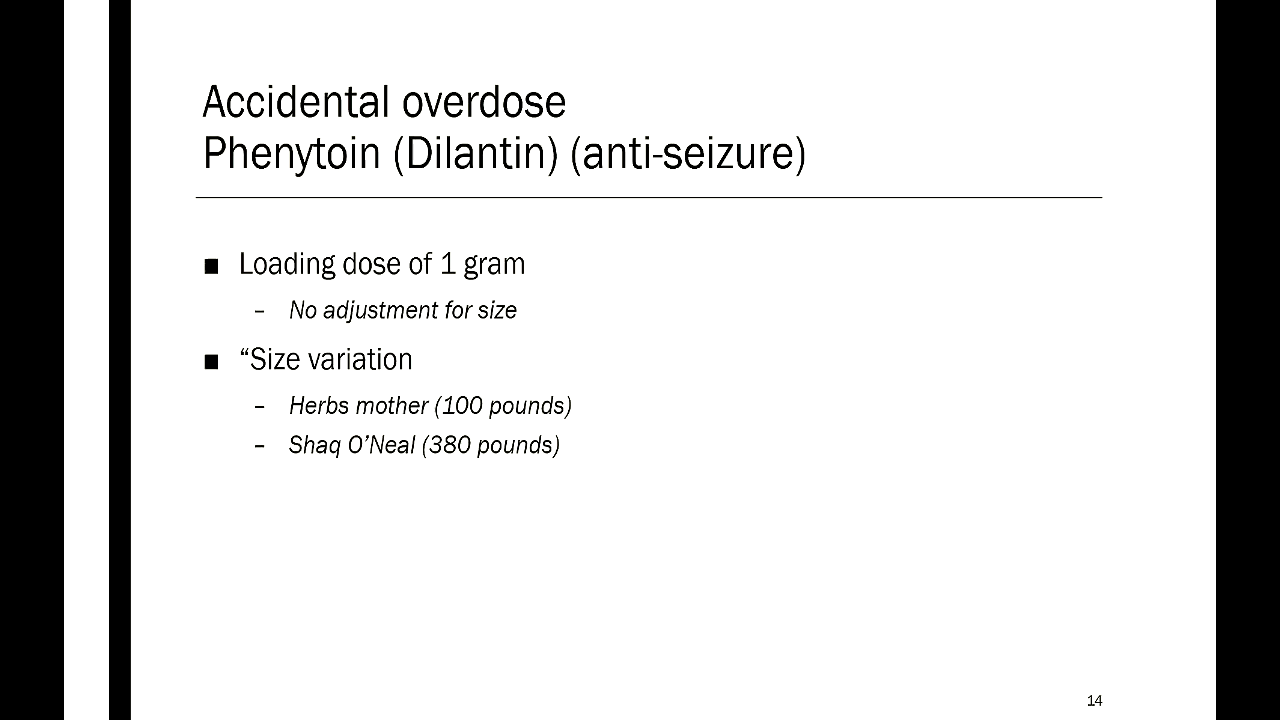 Accidental overdose
Phenytoin (Dilantin) (anti-seizure)
■ Loading dose of 1 gram
– No adjustment for size
■ “Size variation
– Herbs mother (100 pounds)
– Shaq O’Neal (380 pounds)
14